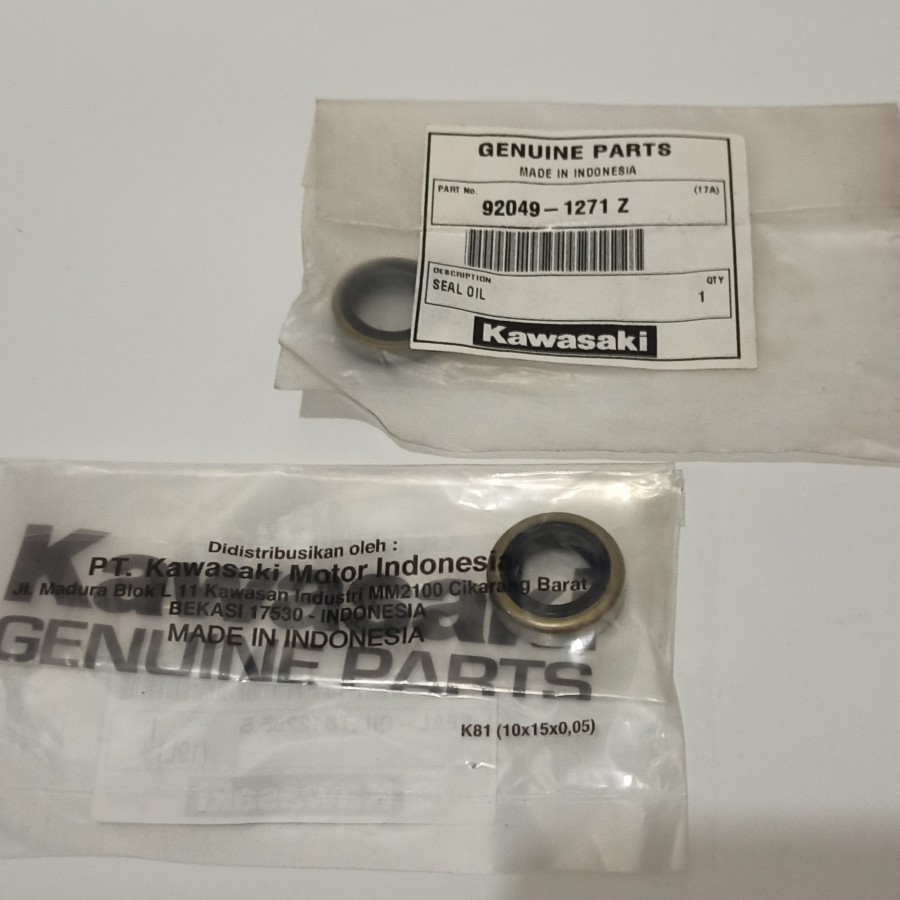 GENUINE PARTS
MADE IN INDONESIA
PART No.
(17A)
92049-1271 Z
DESCRIPTION
QTY
SEAL OIL
1
Kawasaki
Didistribusikan oleh :
PT. Kawasaki Motor Indonesia
Jl. Madura Blok L 11 Kawasan Industri MM2100 Cikarang Barat
BEKASI 17530 - INDONESIA
MADE IN INDONESIA
Kawasaki
GENUINE PARTS
K81 (10x15x0,05)
Kawasaki